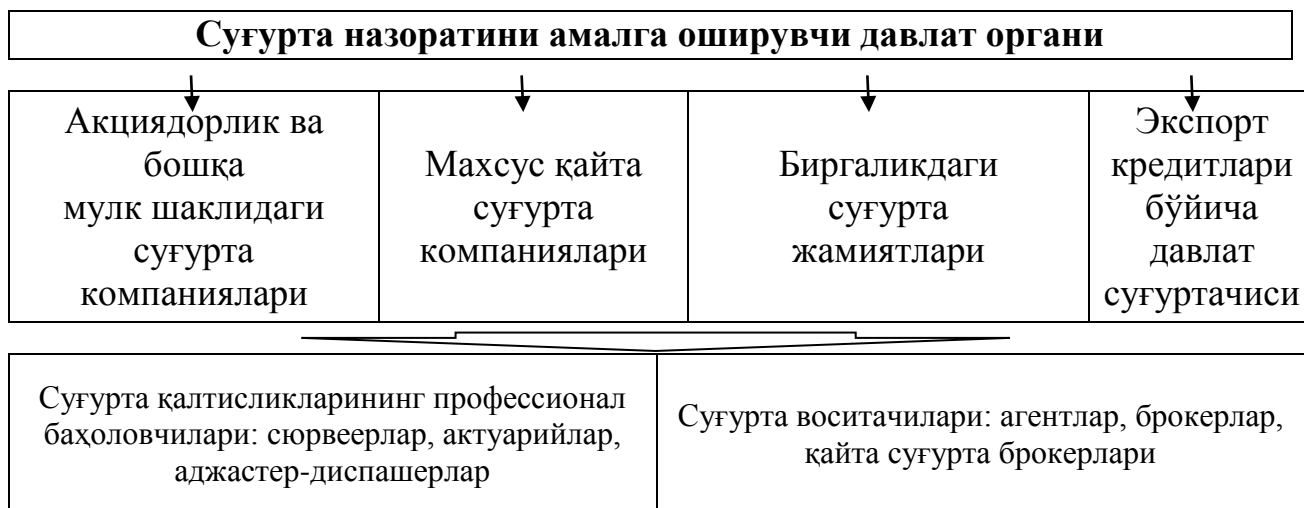 Суғурта назоратини амалга оширувчи давлат органи
Акциядорлик ва
бошқа
мулк шаклидаги
суғурта
компаниялари
Махсус қайта
суғурта
компаниялари
Биргаликдаги
суғурта
жамиятлари
Экспорт
кредитлари
бўйича
давлат
суғуртачиси
Суғурта қалтисликларининг профессионал
баҳоловчилари: сюрвеерлар, актуарийлар,
аджастер-диспашерлар
Суғурта воситачилари: агентлар, брокерлар,
қайта суғурта брокерлари